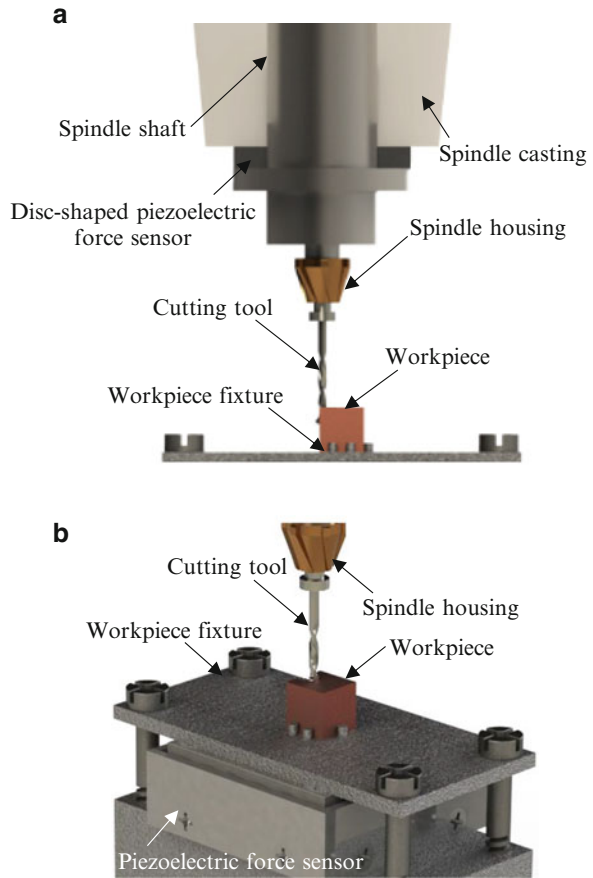 a
Spindle shaft
Spindle casting
Disc-shaped piezoelectric
force sensor
Spindle housing
Cutting tool
Workpiece
Workpiece fixture
b
Cutting tool
Spindle housing
Workpiece fixture
Workpiece
Piezoelectric force sensor